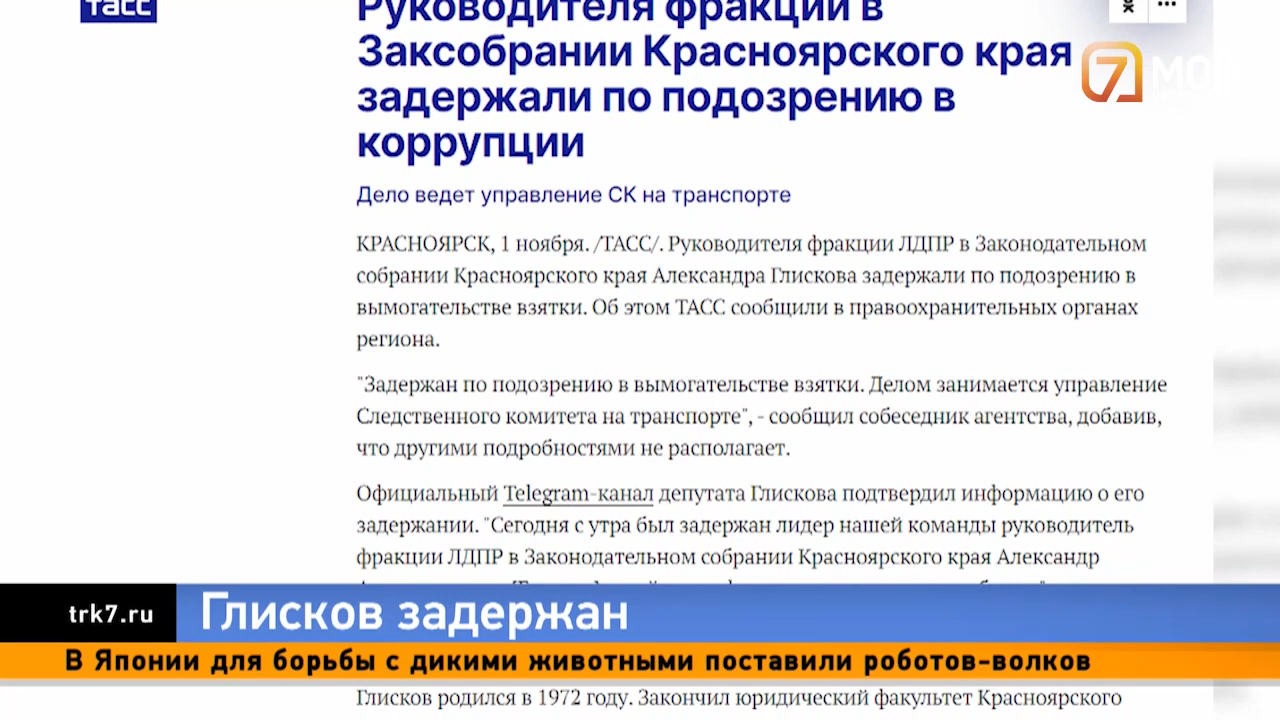 ТАСС
Руководителя фракции в
Заксобрании Красноярского края
задержали по подозрению в
коррупции
7
Дело ведет управление СК на транспорте
КРАСНОЯРСК, 1 ноября. /ТАСС/. Руководителя фракции ЛДПР в Законодательном
собрании Красноярского края Александра Глискова задержали по подозрению в
вымогательстве взятки. Об этом ТАСС сообщили в правоохранительных органах
региона.
"Задержан по подозрению в вымогательстве взятки. Делом занимается управление
Следственного комитета на транспорте", - сообщил собеседник агентства, добавив,
что другими подробностями не располагает.
Официальный Telegram-канал депутата Глискова подтвердил информацию о его
задержании. "Сегодня с утра был задержан лидер нашей команды руководитель
фракции ЛДПР в Законодательном собрании Красноярского края Александр
trk7.ru
Глисков задержан
В Японии для борьбы с дикими животными поставили роботов-волков
Глисков родился в 1972 году. Закончил юридический факультет Красноярского